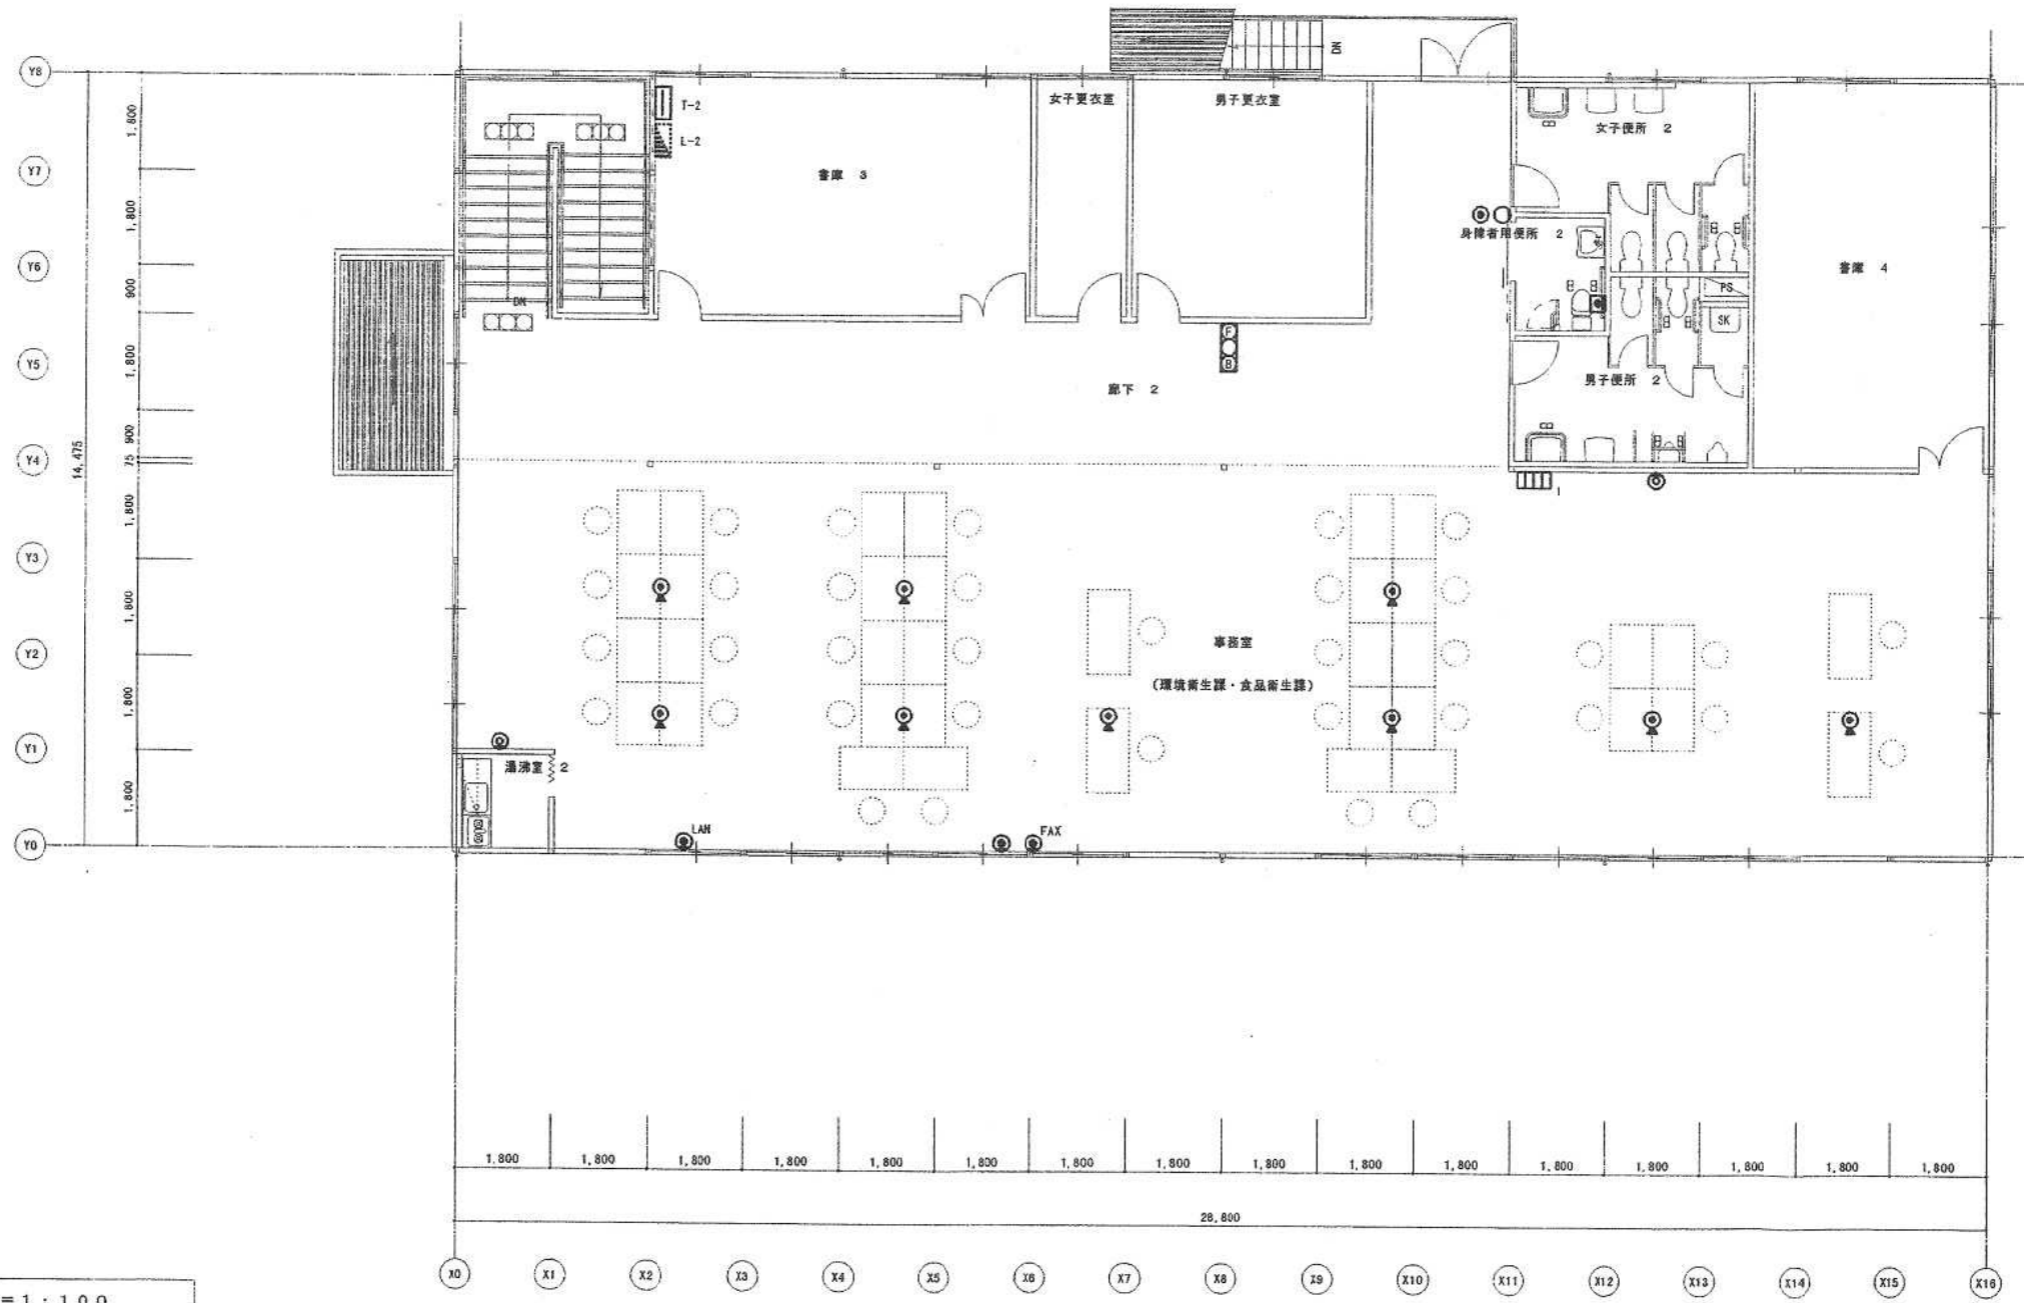 Y8
Y7
Y6
Y5
Y4
Y3
Y2
Y1
Y0
14,475
1,800
1,800
900
1,800
900
75
1,800
1,800
1,800
1,800
DN
T-2
L-2
書庫 3
女子更衣室
男子更衣室
DN
女子便所 2
身障者用便所 2
書庫 4
PS
SK
男子便所 2
F
B
廊下 2
I
事務室
(環境衛生課・食品衛生課)
湯沸室 2
LAN
FAX
1,800 1,800 1,800 1,800 1,800 1,800 1,800 1,800 1,800 1,800 1,800 1,800 1,800 1,800 1,800 1,800
28,800
X0 X1 X2 X3 X4 X5 X6 X7 X8 X9 X10 X11 X12 X13 X14 X15 X16
=1:100